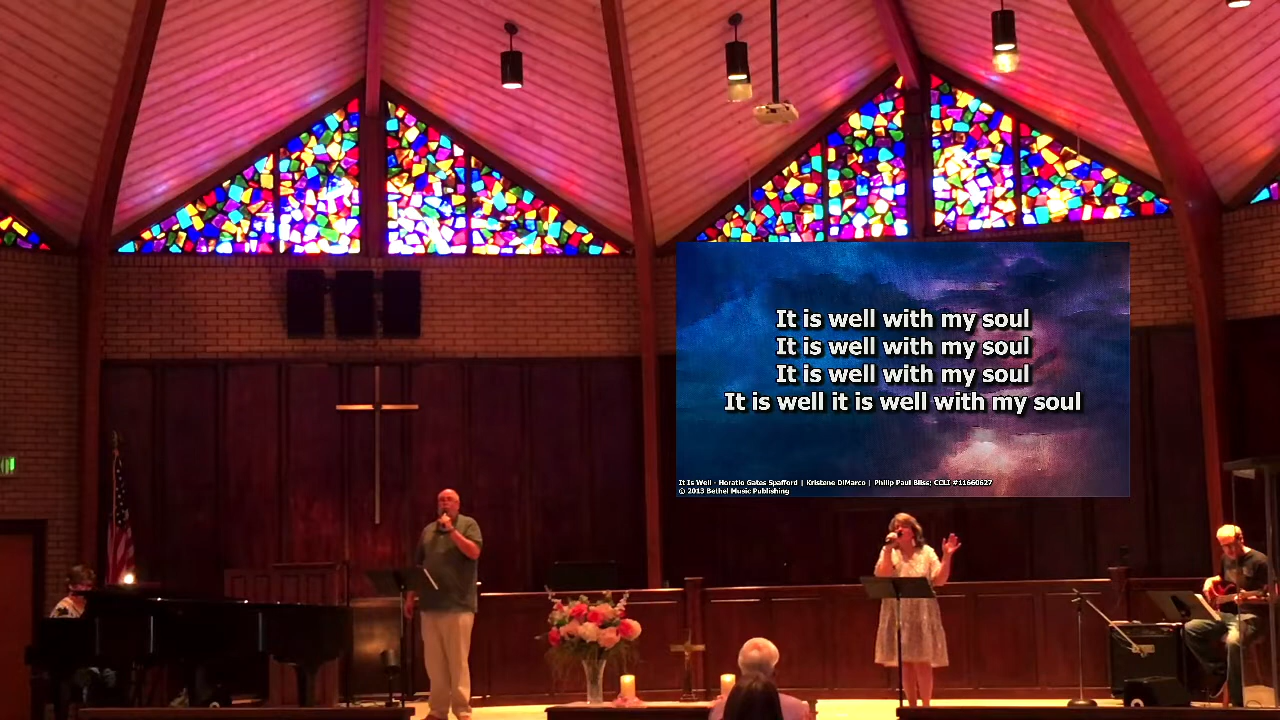 It is well with my soul
It is well with my soul
It is well with my soul
It is well it is well with my soul
It Is Well - Horatio Gates Spafford | Kristene DiMarco | Philip Paul Bliss; CCLI #11660627
© 2013 Bethel Music Publishing